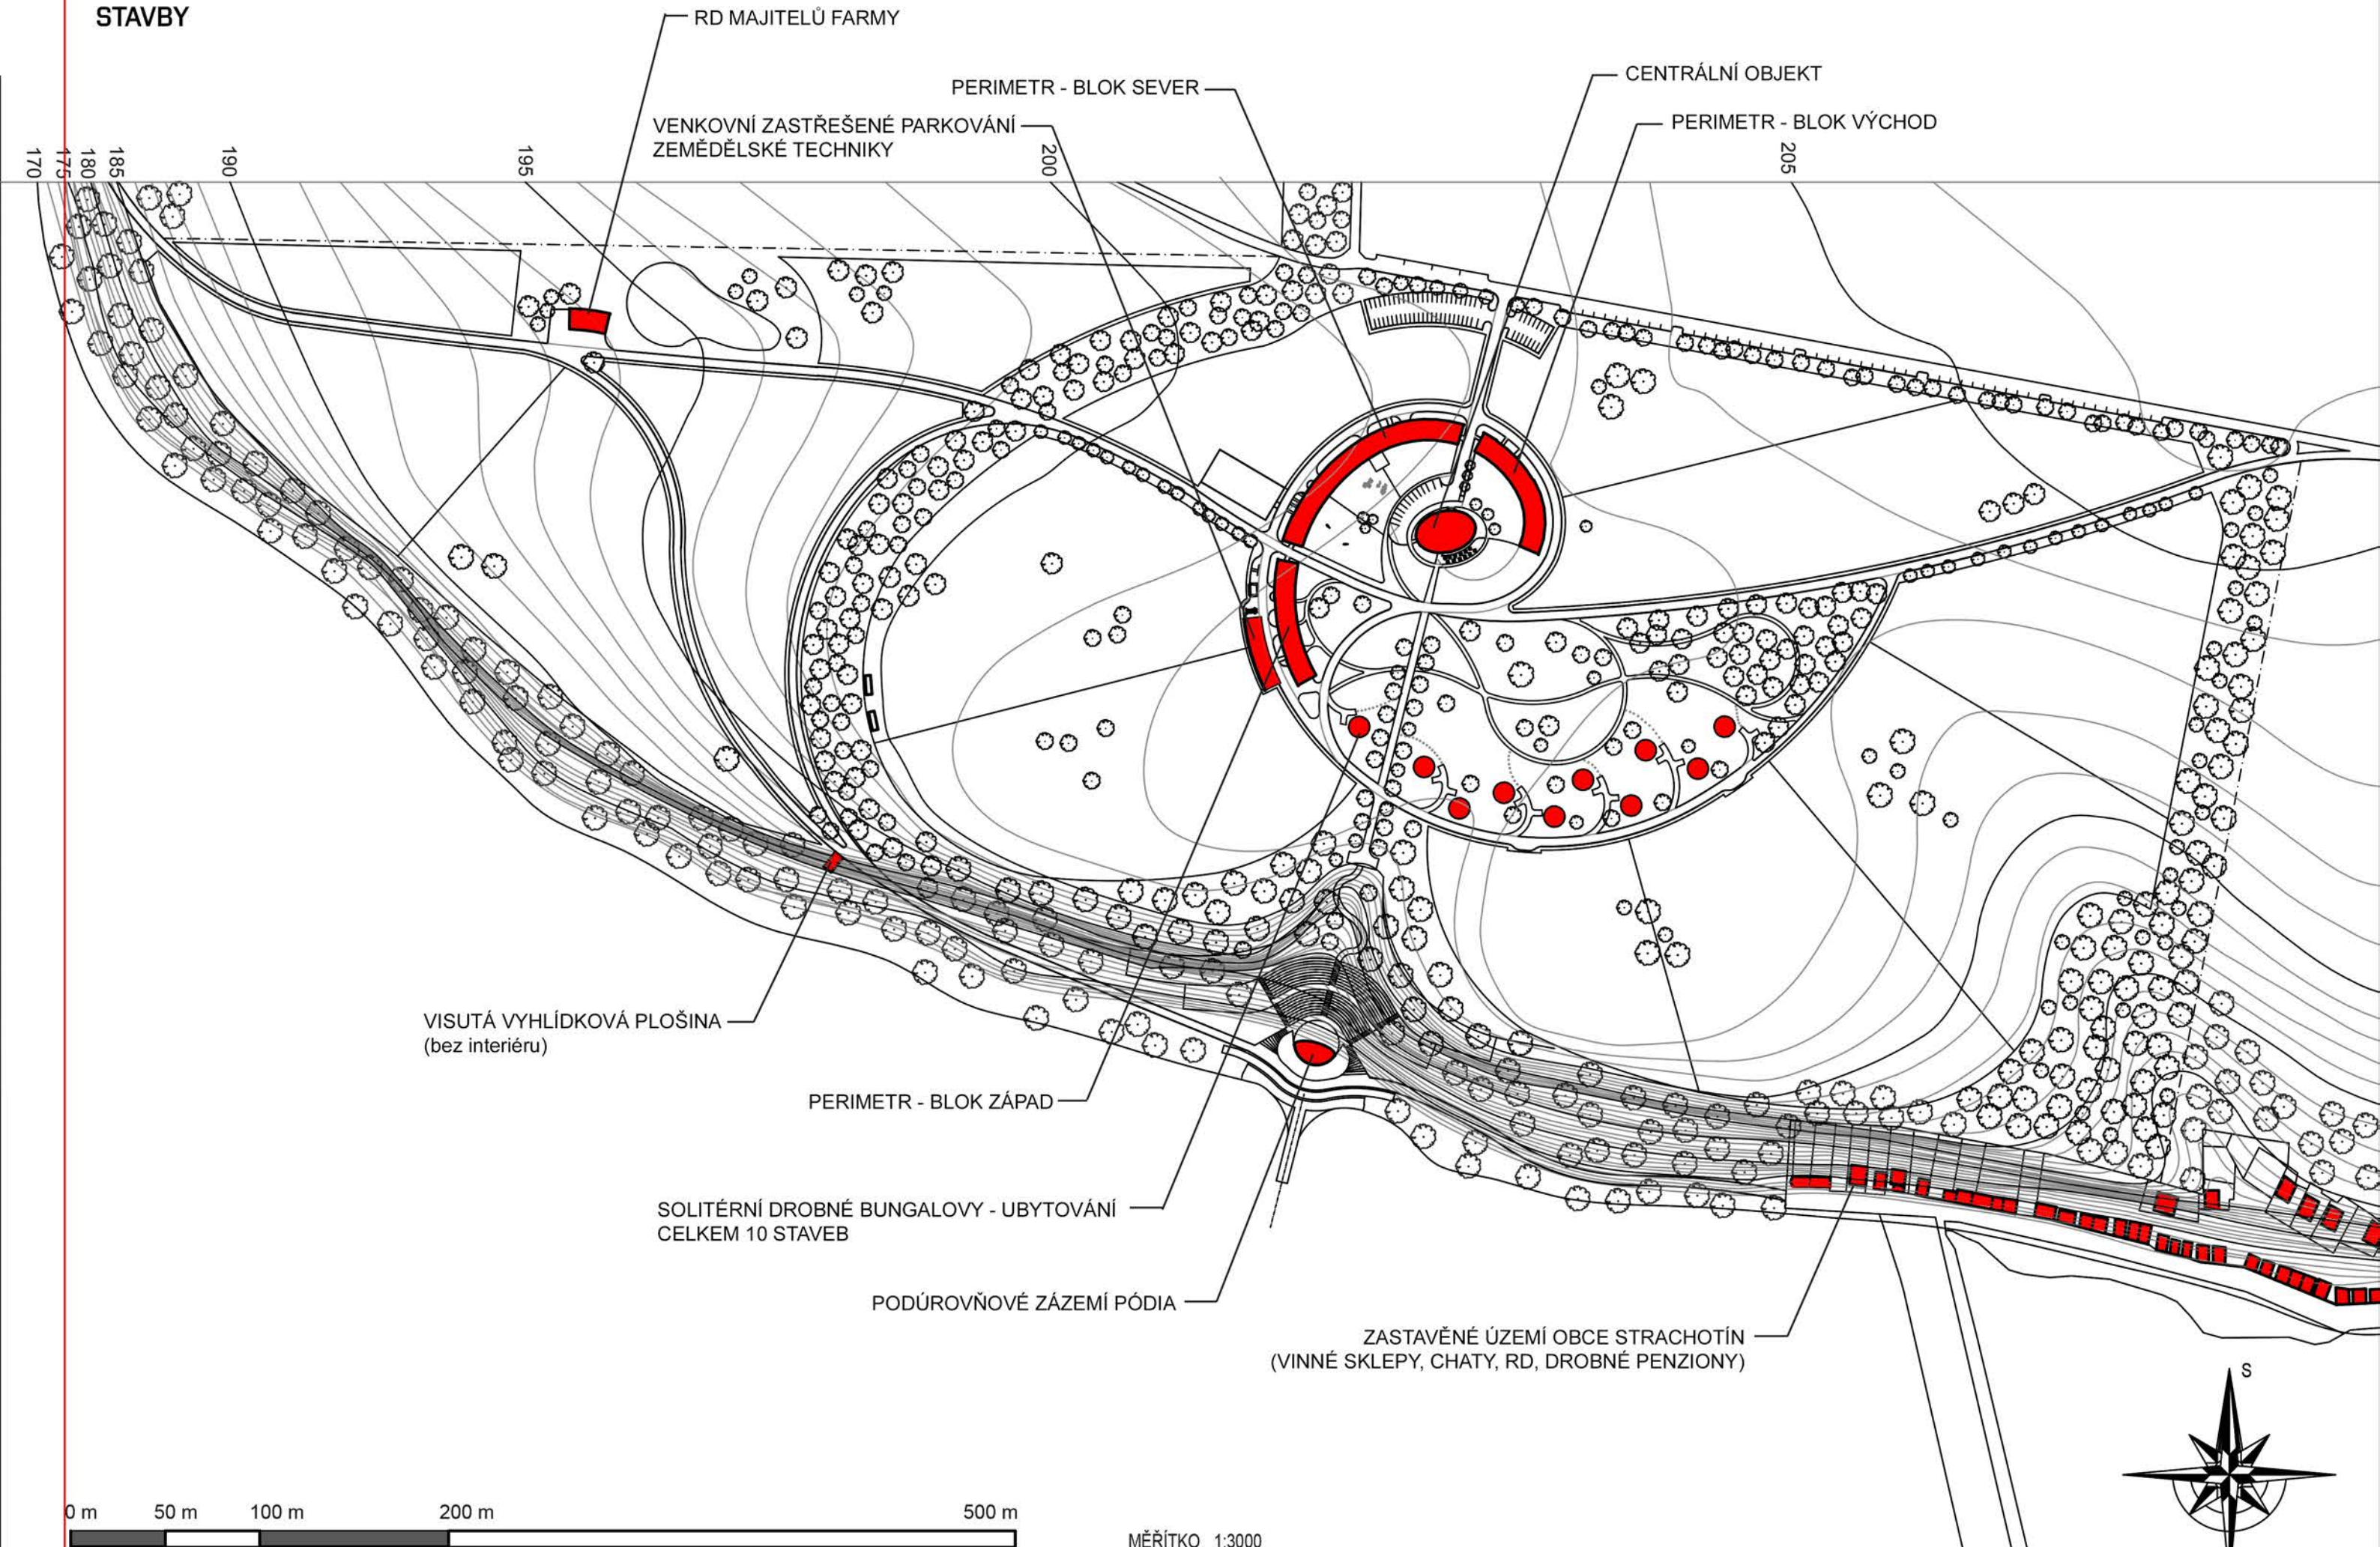 STAVBY
RD MAJITELŮ FARMY
PERIMETR - BLOK SEVER
CENTRÁLNÍ OBJEKT
VENKOVNÍ ZASTŘEŠENÉ PARKOVÁNÍ
ZEMĚDĚLSKÉ TECHNIKY
PERIMETR - BLOK VÝCHOD
170
175
180
185
190
195
200
205
VISUTÁ VYHLÍDKOVÁ PLOŠINA
(bez interiéru)
PERIMETR - BLOK ZÁPAD
SOLITÉRNÍ DROBNÉ BUNGALOVY - UBYTOVÁNÍ
CELKEM 10 STAVEB
PODÚROVŇOVÉ ZÁZEMÍ PÓDIA
ZASTAVĚNÉ ÚZEMÍ OBCE STRACHOTÍN
(VINNÉ SKLEPY, CHATY, RD, DROBNÉ PENZIONY)
S
0 m 50 m 100 m 200 m 500 m
MĚŘÍTKO 1:3000